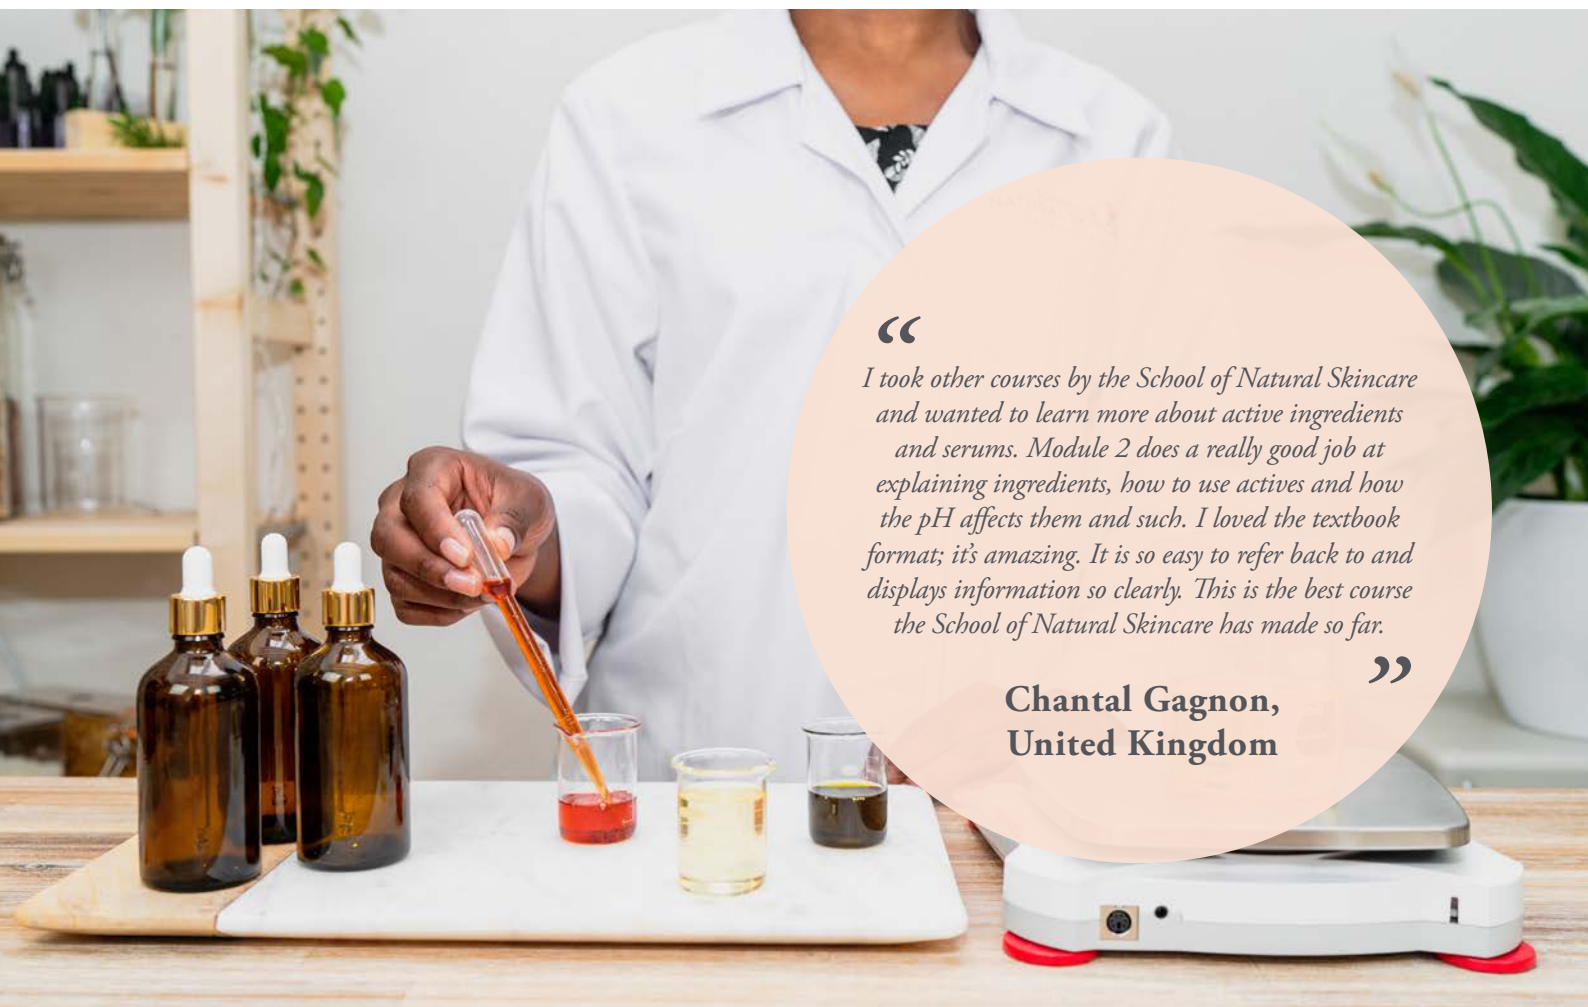 “
I took other courses by the School of Natural Skincare
and wanted to learn more about active ingredients
and serums. Module 2 does a really good job at
explaining ingredients, how to use actives and how
the pH affects them and such. I loved the textbook
format; it’s amazing. It is so easy to refer back to and
displays information so clearly. This is the best course
the School of Natural Skincare has made so far.
”
Chantal Gagnon,
United Kingdom